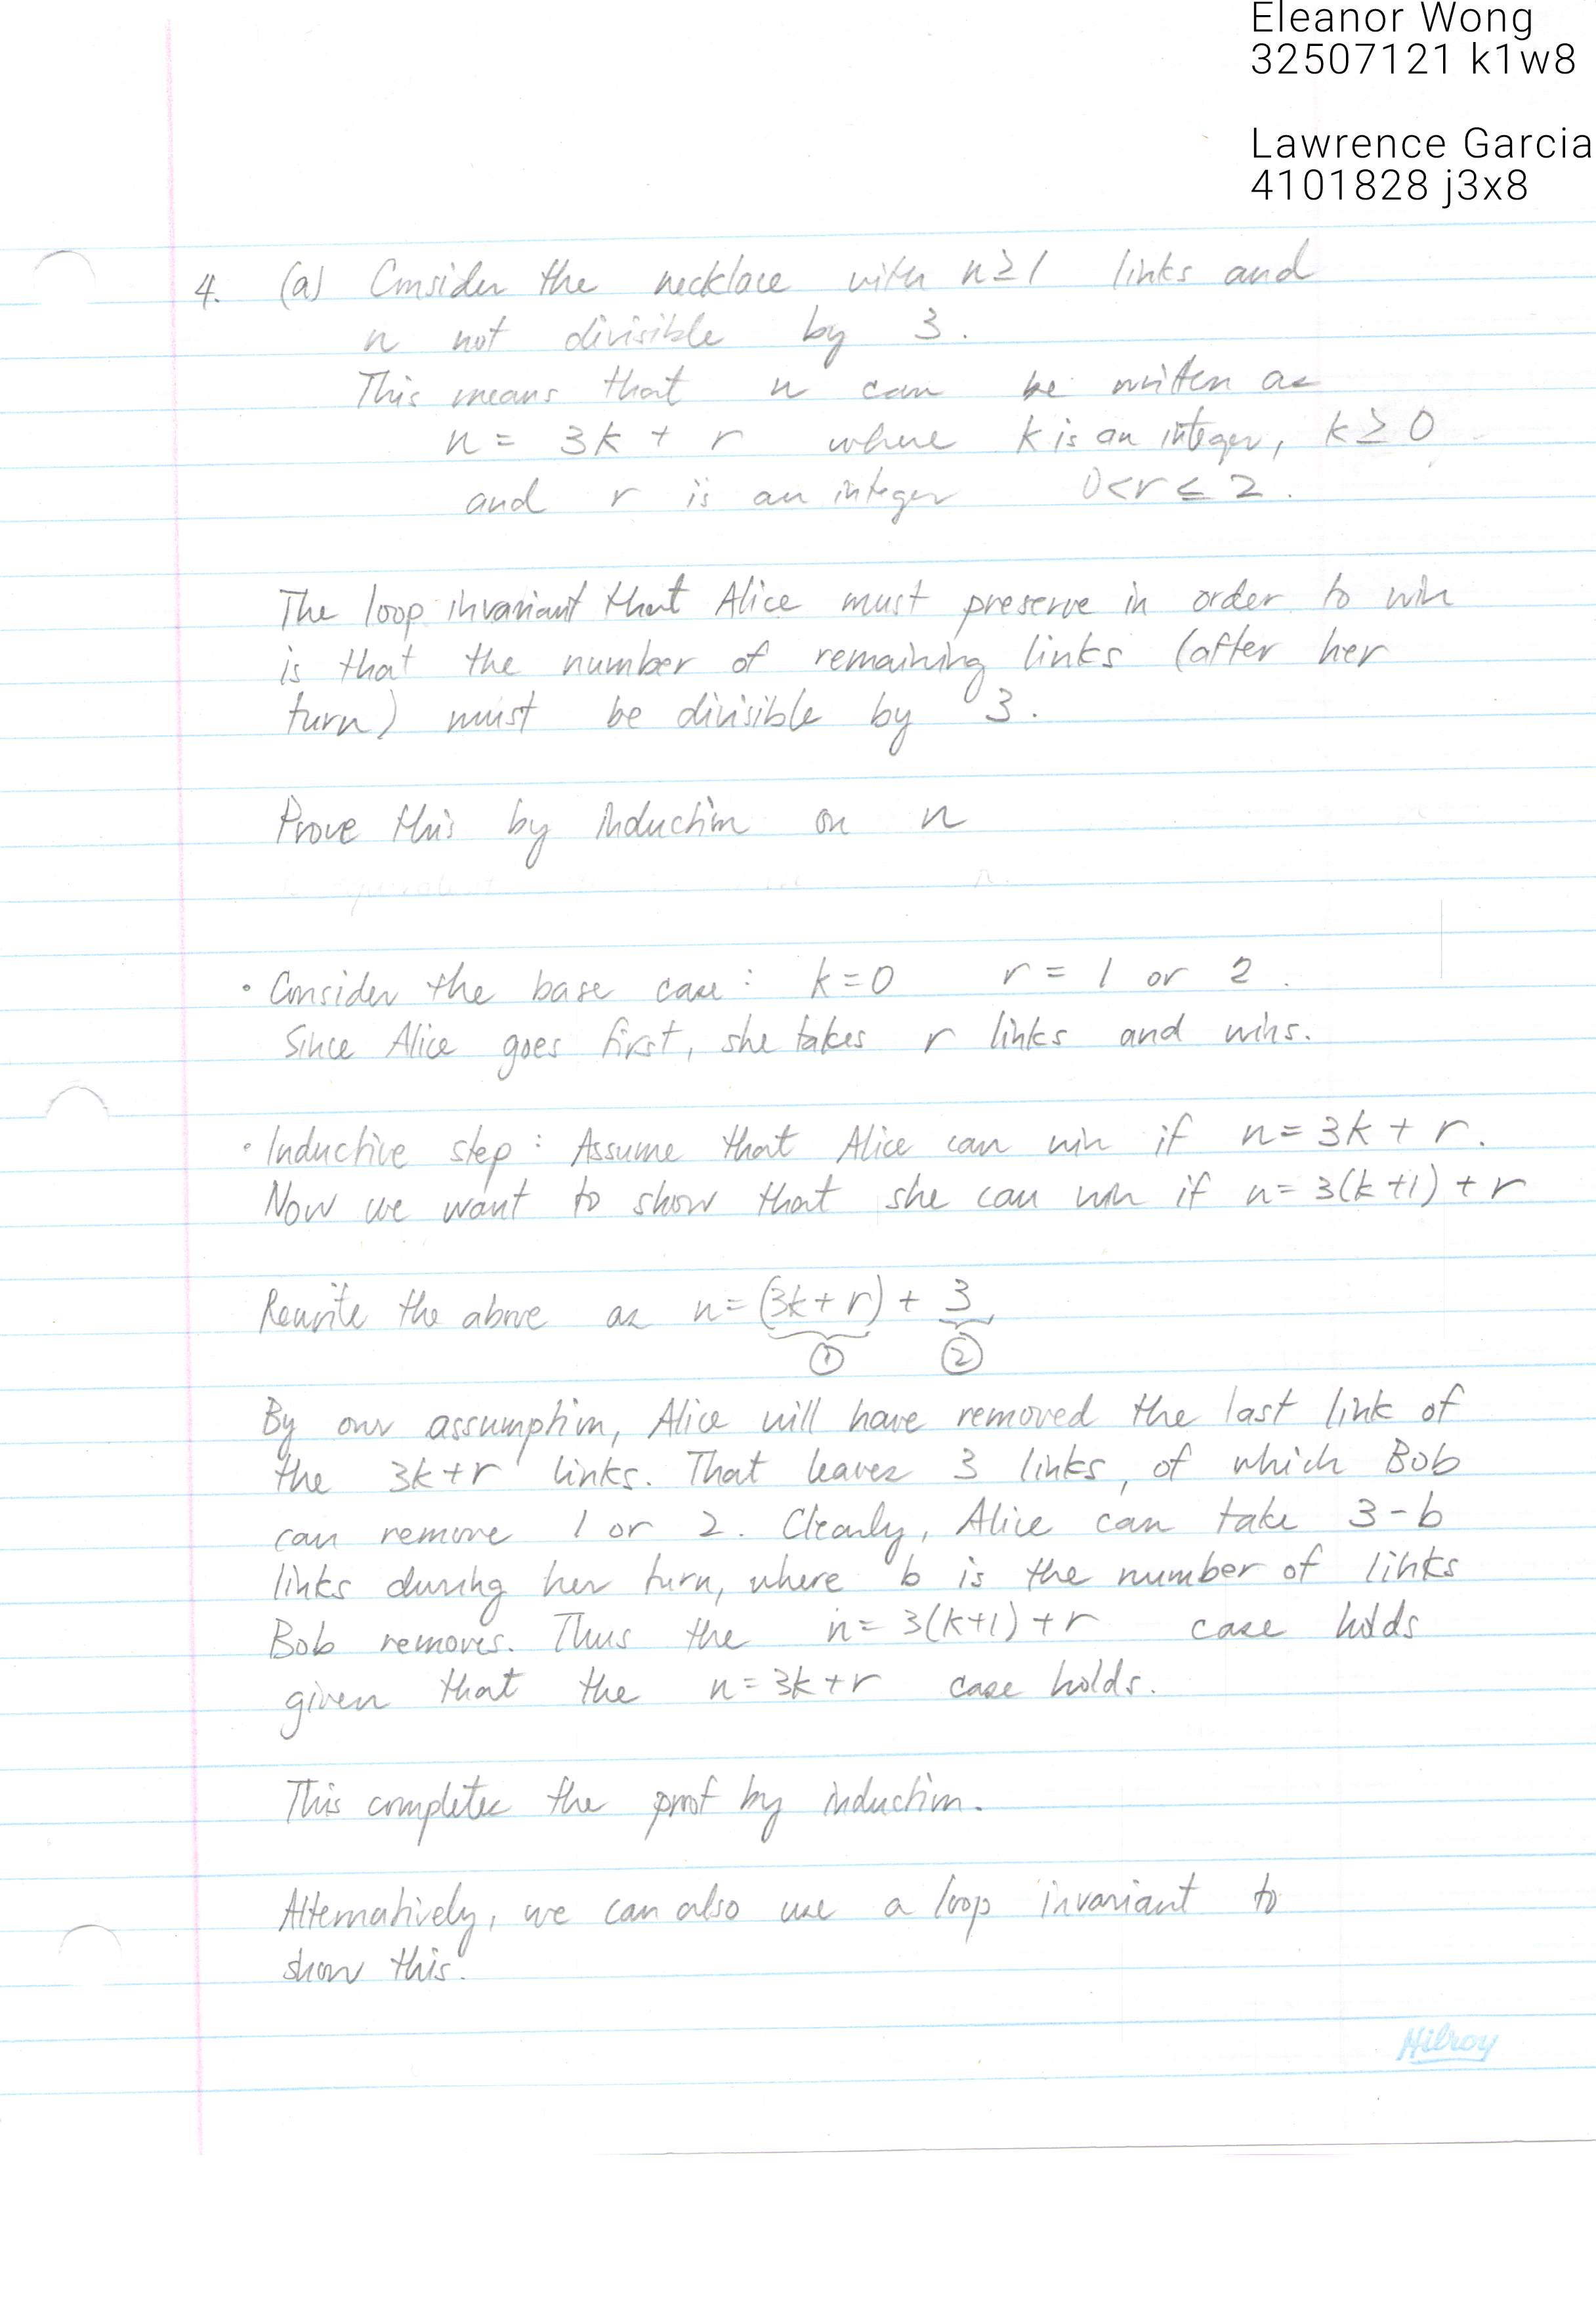 Eleanor Wong
32507121 k1w8
Lawrence Garcia
4101828 j3x8
4. (a) Consider the necklace with n ≥ 1 links and
n not divisible by 3.
This means that n can be written as
n = 3k + r where k is an integer, k ≥ 0
and r is an integer 0 < r ≤ 2.
The loop invariant that Alice must preserve in order to win
is that the number of remaining links (after her
turn) must be divisible by 3.
Prove this by induction on n
• Consider the base case: k = 0 r = 1 or 2.
Since Alice goes first, she takes r links and wins.
• Inductive step: Assume that Alice can win if n = 3k + r.
Now we want to show that she can win if n = 3(k+1) + r
Rewrite the above as n = (3k + r) + 3
① ②
By our assumption, Alice will have removed the last link of
the 3k+r links. That leaves 3 links, of which Bob
can remove 1 or 2. Clearly, Alice can take 3-b
links during her turn, where b is the number of links
Bob removes. Thus the n = 3(k+1) + r case holds
given that the n = 3k+r case holds.
This completes the proof by induction.
Alternatively, we can also use a loop invariant to
show this.
Hilroy